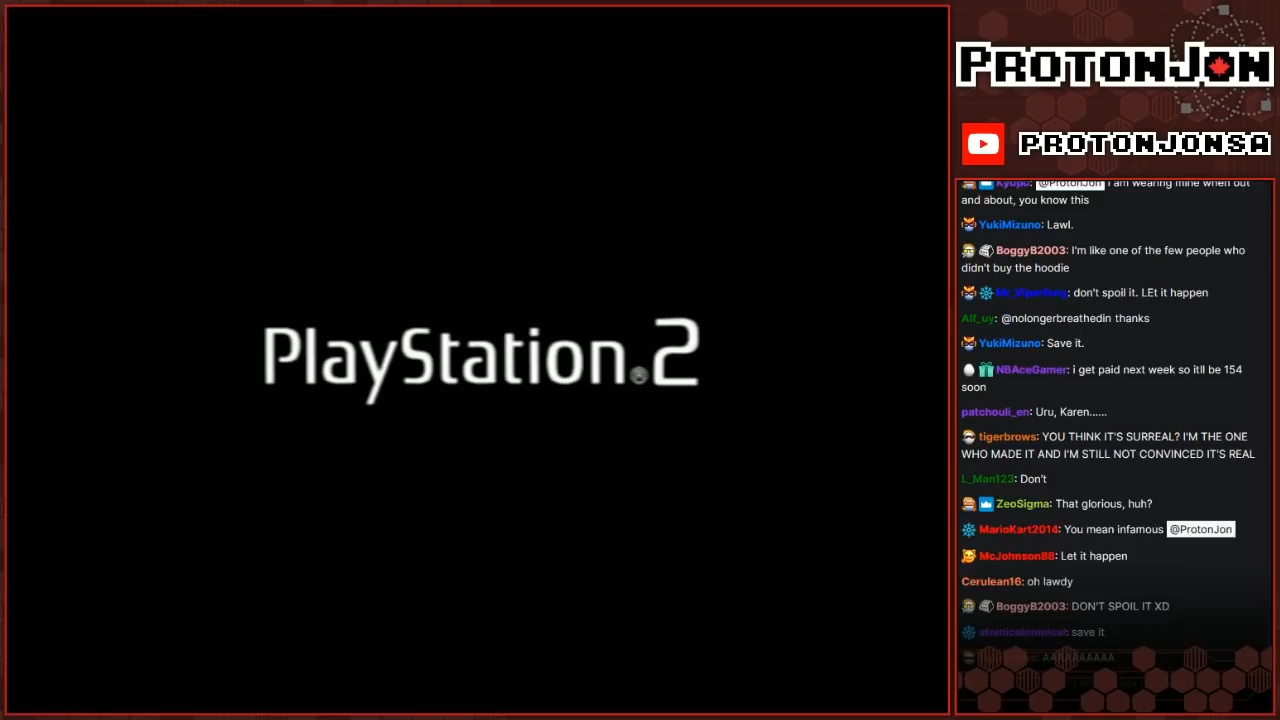 PlayStation.2
PROTONJON
PROTONJONSA
Kyupo: @ProtonJon I am wearing mine when out
and about, you know this
YukiMizuno: Lawl.
BoggyB2003: I'm like one of the few people who
didn't buy the hoodie
Mr_Viperfang: don't spoil it. LEt it happen
Alf_uy: @nolongerbreathedin thanks
YukiMizuno: Save it.
NBAceGamer: i get paid next week so itll be 154
soon
patchouli_en: Uru, Karen......
tigerbrows: YOU THINK IT'S SURREAL? I'M THE ONE
WHO MADE IT AND I'M STILL NOT CONVINCED IT'S REAL
L_Man123: Don't
ZeoSigma: That glorious, huh?
MarioKart2014: You mean infamous @ProtonJon
McJohnson88: Let it happen
Cerulean16: oh lawdy
BoggyB2003: DON'T SPOIL IT XD
save it